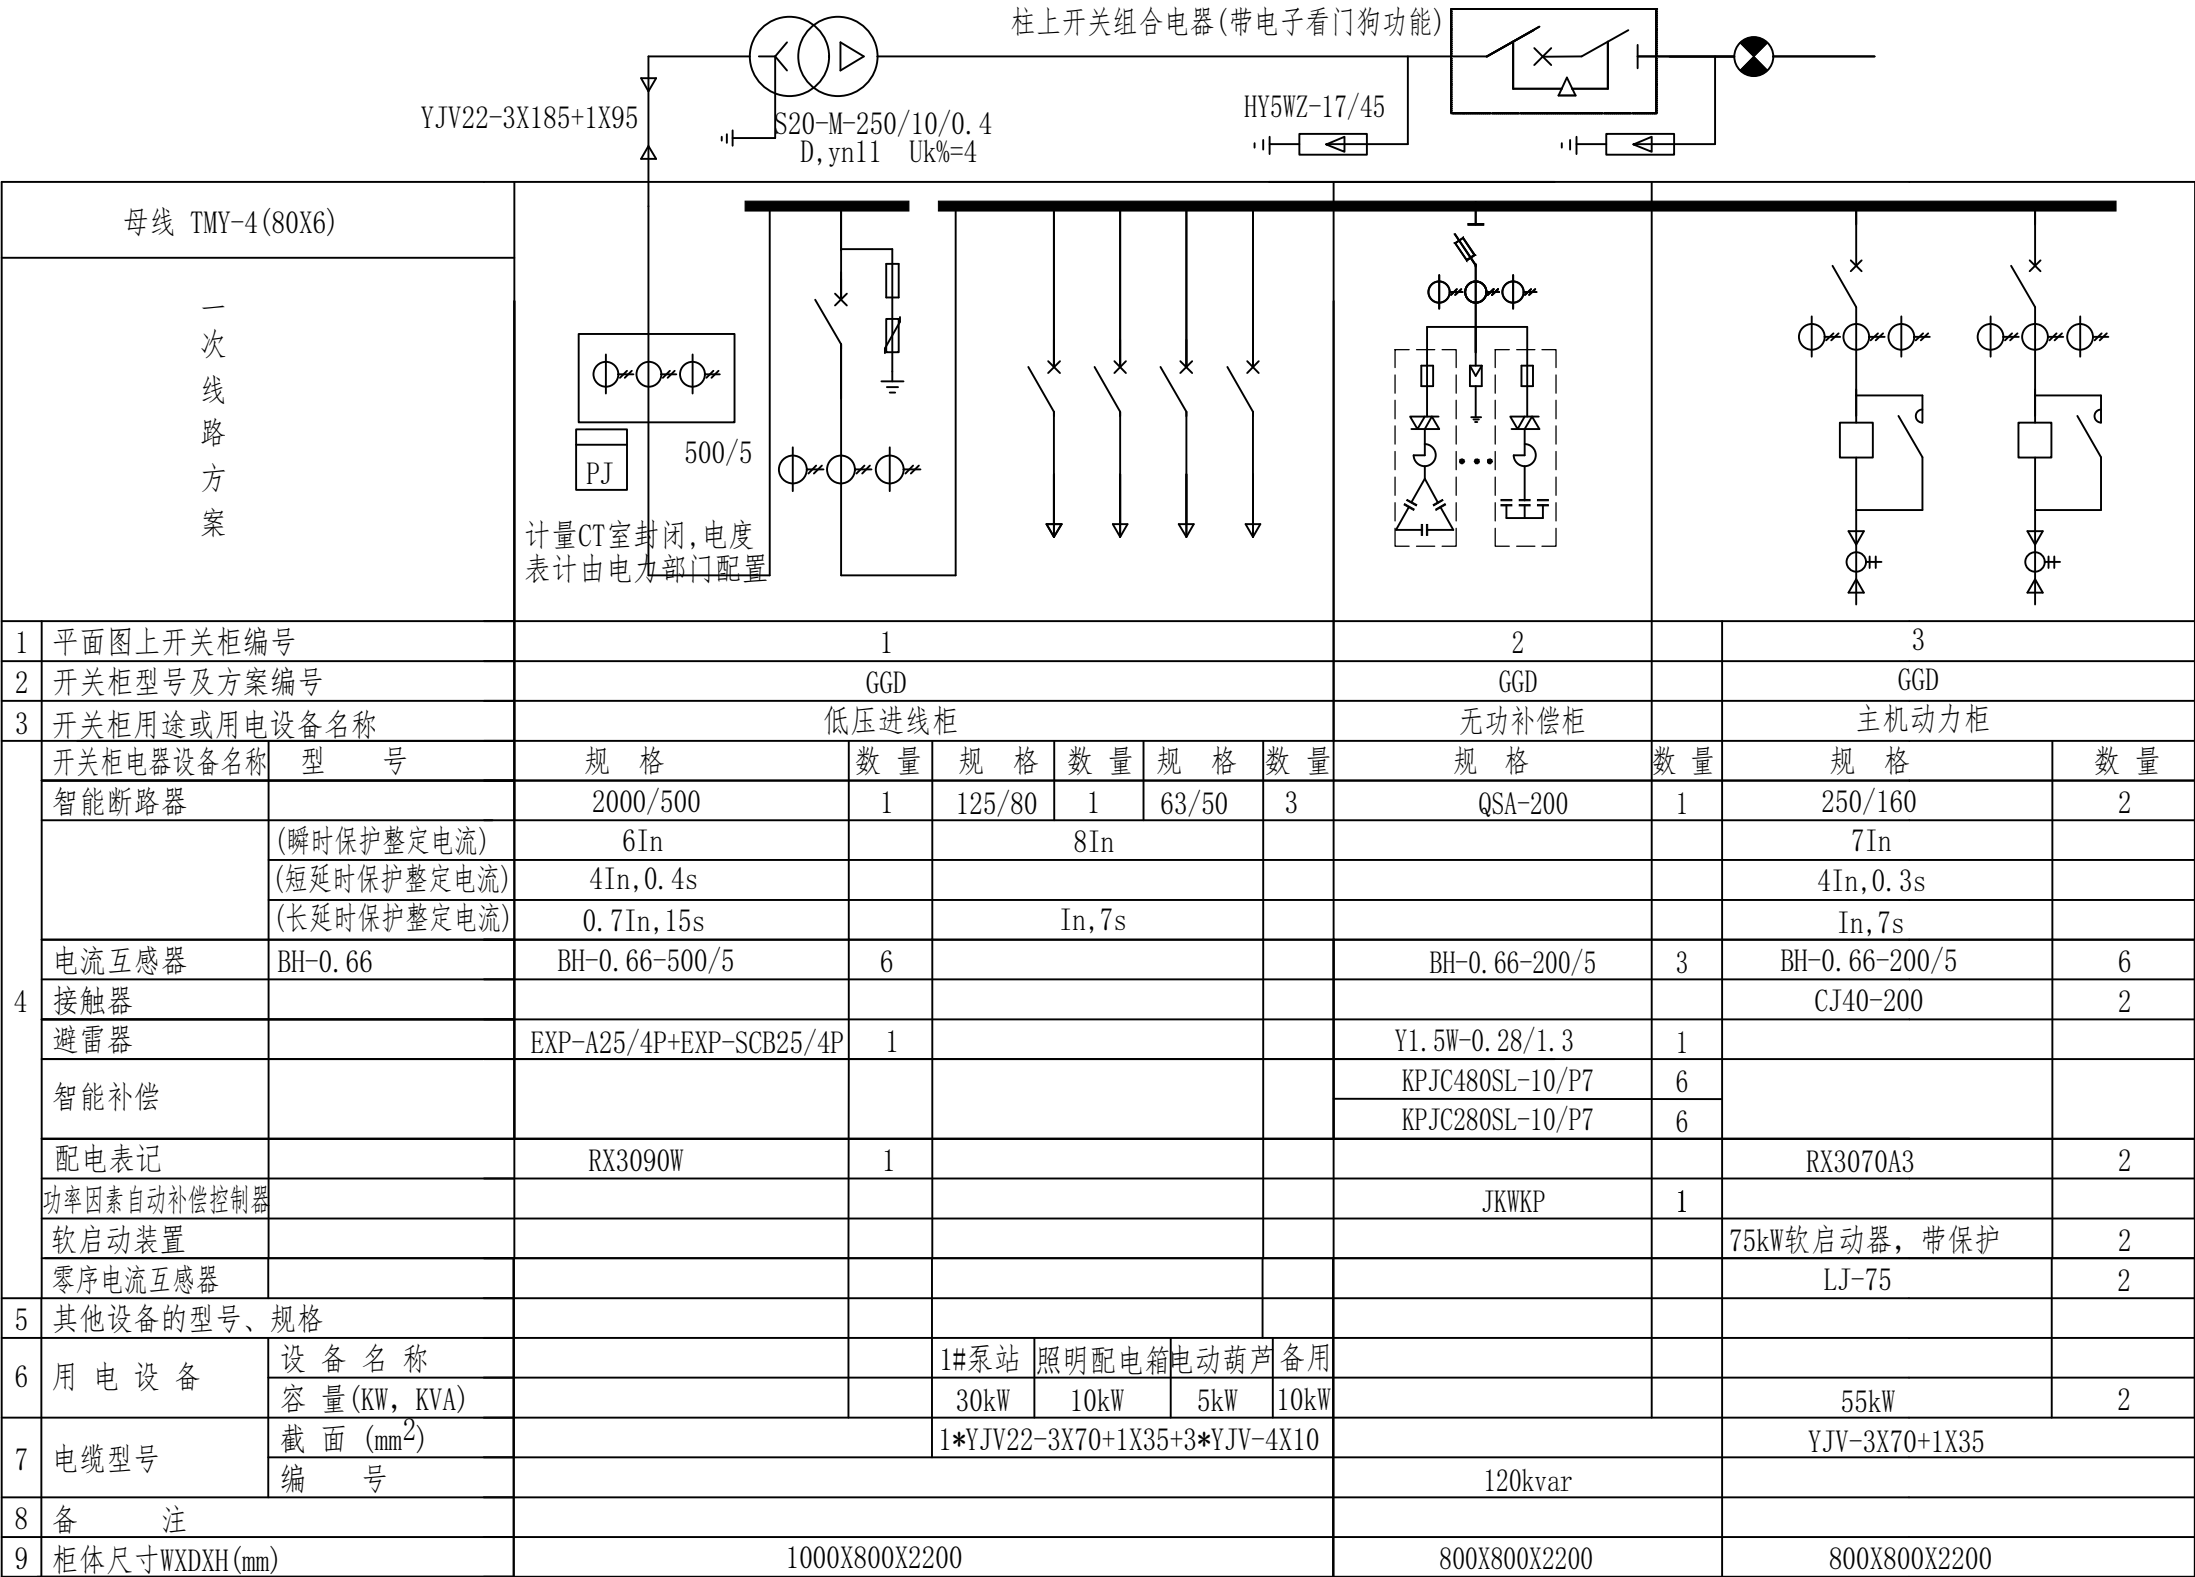 柱上开关组合电器(带电子看门狗功能)
YJV22-3X185+1X95
S20-M-250/10/0.4
D,yn11 Uk%=4
HY5WZ-17/45
母线 TMY-4(80X6)
一次线路方案
PJ
500/5
计量CT室封闭,电度
表计由电力部门配置
1 平面图上开关柜编号 1 2 3
2 开关柜型号及方案编号 GGD GGD GGD
3 开关柜用途或用电设备名称 低压进线柜 无功补偿柜 主机动力柜
4
开关柜电器设备名称 型 号 规 格 数 量 规 格 数 量 规 格 数 量 规 格 数 量 规 格 数 量
智能断路器 2000/500 1 125/80 1 63/50 3 QSA-200 1 250/160 2
(瞬时保护整定电流) 6In 8In 7In
(短延时保护整定电流) 4In,0.4s 4In,0.3s
(长延时保护整定电流) 0.7In,15s In,7s In,7s
电流互感器 BH-0.66 BH-0.66-500/5 6 BH-0.66-200/5 3 BH-0.66-200/5 6
接触器 CJ40-200 2
避雷器 EXP-A25/4P+EXP-SCB25/4P 1 Y1.5W-0.28/1.3 1
智能补偿 KPJC480SL-10/P7 6
KPJC280SL-10/P7 6
配电表记 RX3090W 1 RX3070A3 2
功率因素自动补偿控制器 JKWKP 1
软启动装置 75kW软启动器，带保护 2
零序电流互感器 LJ-75 2
5 其他设备的型号、规格
6 用 电 设 备 设 备 名 称 1#泵站 照明配电箱 电动葫芦 备用
容 量(KW, KVA) 30kW 10kW 5kW 10kW 55kW 2
7 电缆型号 截 面 (mm2) 1*YJV22-3X70+1X35+3*YJV-4X10 YJV-3X70+1X35
编 号 120kvar
8 备 注
9 柜体尺寸WXDXH(mm) 1000X800X2200 800X800X2200 800X800X2200